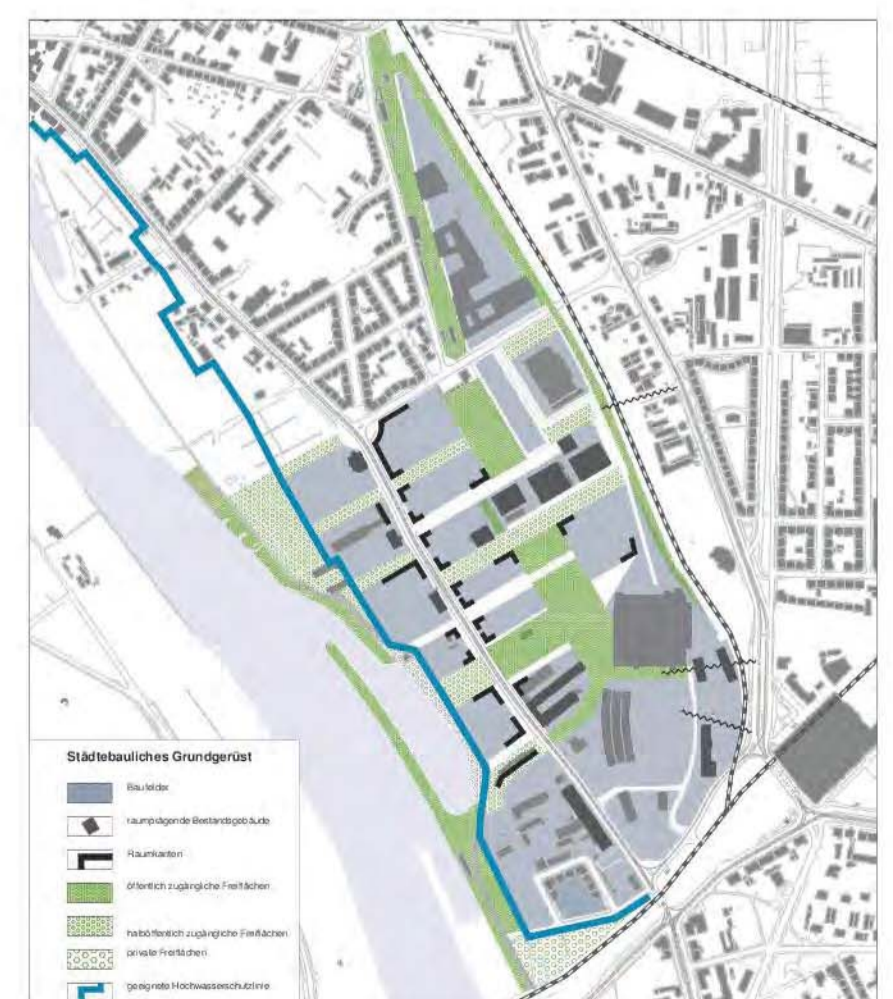 Städtebauliches Grundgerüst
Baufelder
raumprägende Bestandsgebäude
Raumkanten
öffentlich zugängliche Freiflächen
halböffentlich zugängliche Freiflächen
private Freiflächen
geeignete Hochwasserschutzlinie